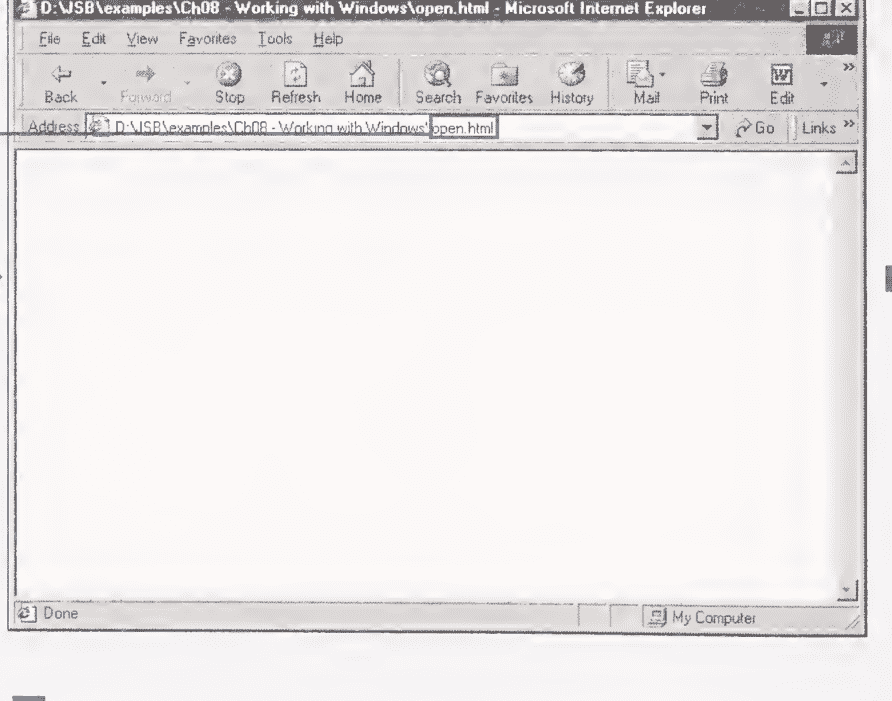 D:\JSB\examples\Ch08 - Working with Windows\open.html - Microsoft Internet Explorer
File Edit View Favorites Tools Help
Back Forward Stop Refresh Home Search Favorites History Mail Print Edit
Address D:\JSB\examples\Ch08 - Working with Windows\open.html Go Links
Done My Computer